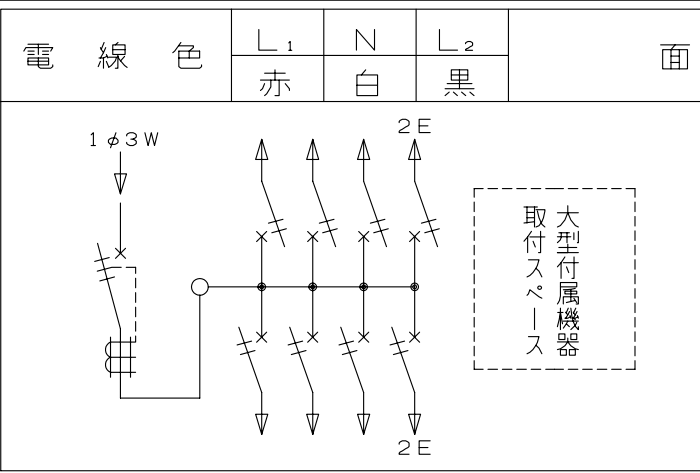 電線色 L₁ N L₂ 面
赤 白 黒
1φ3W
2E
大型付属機器
取付スペース
2E